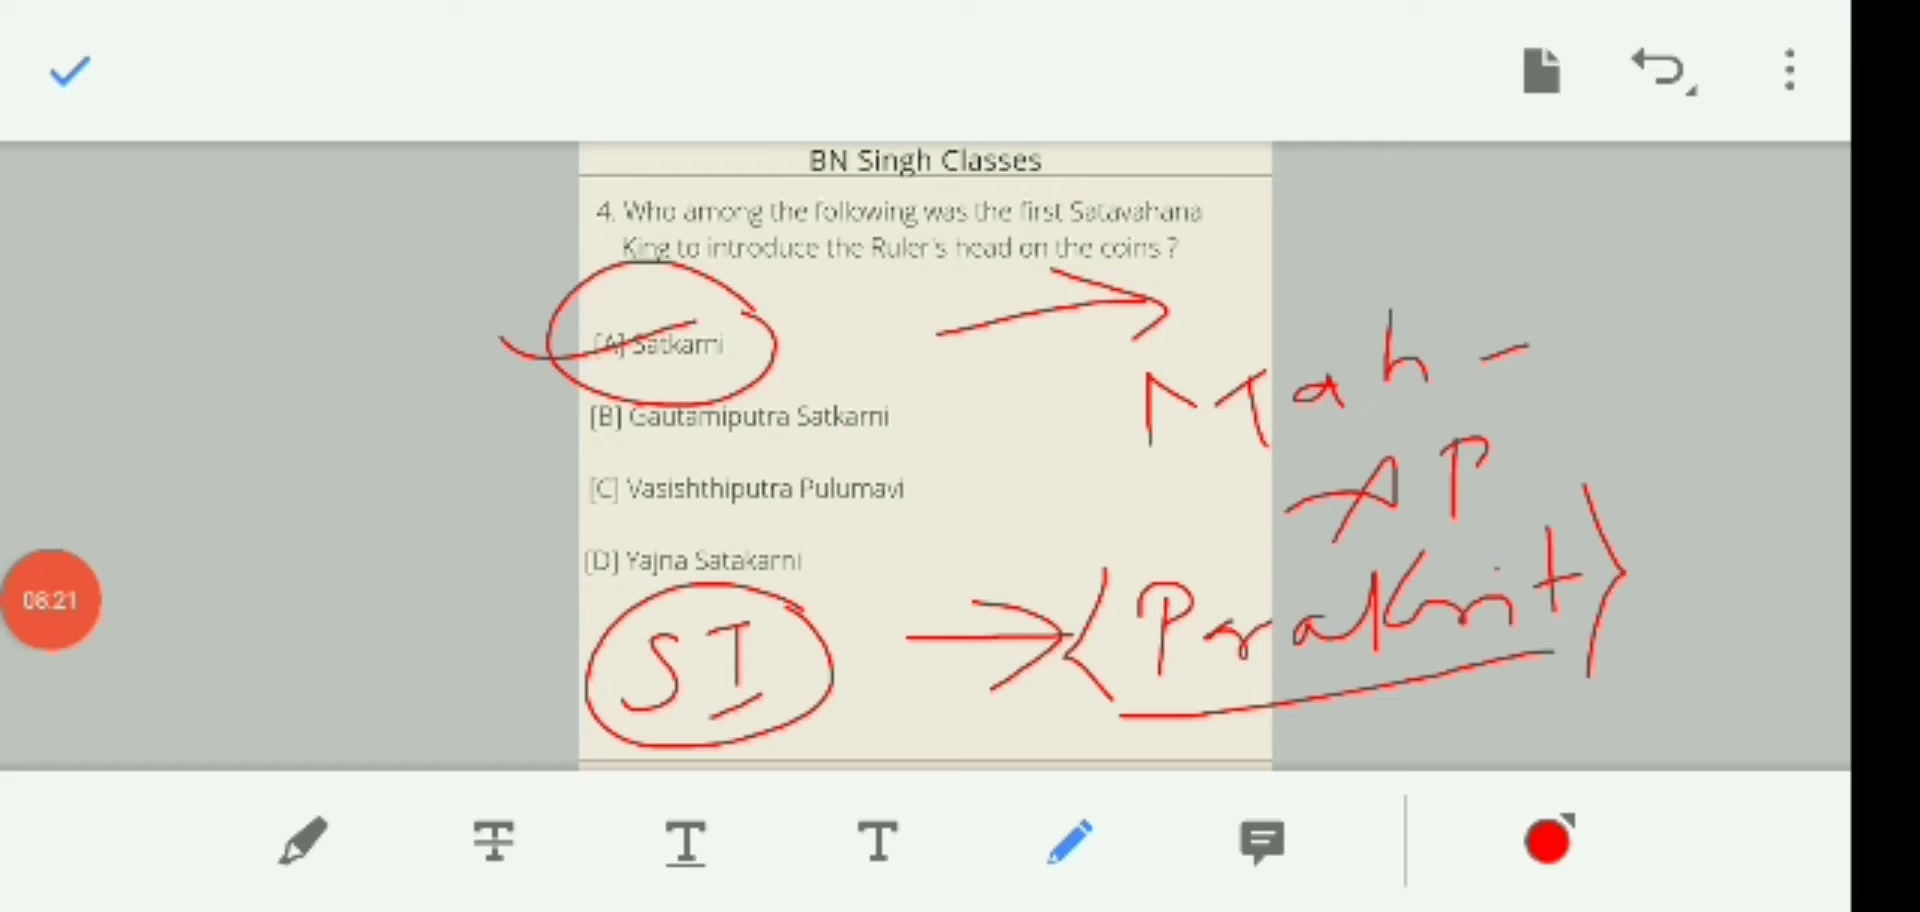 BN Singh Classes
4. Who among the following was the first Satavahana
King to introduce the Ruler's head on the coins ?
[A] Satkarni
[B] Gautamiputra Satkarni
[C] Vasishthiputra Pulumavi
[D] Yajna Satakarni
Mah -
AP
SI
Prakrit
08:21
T
T
T